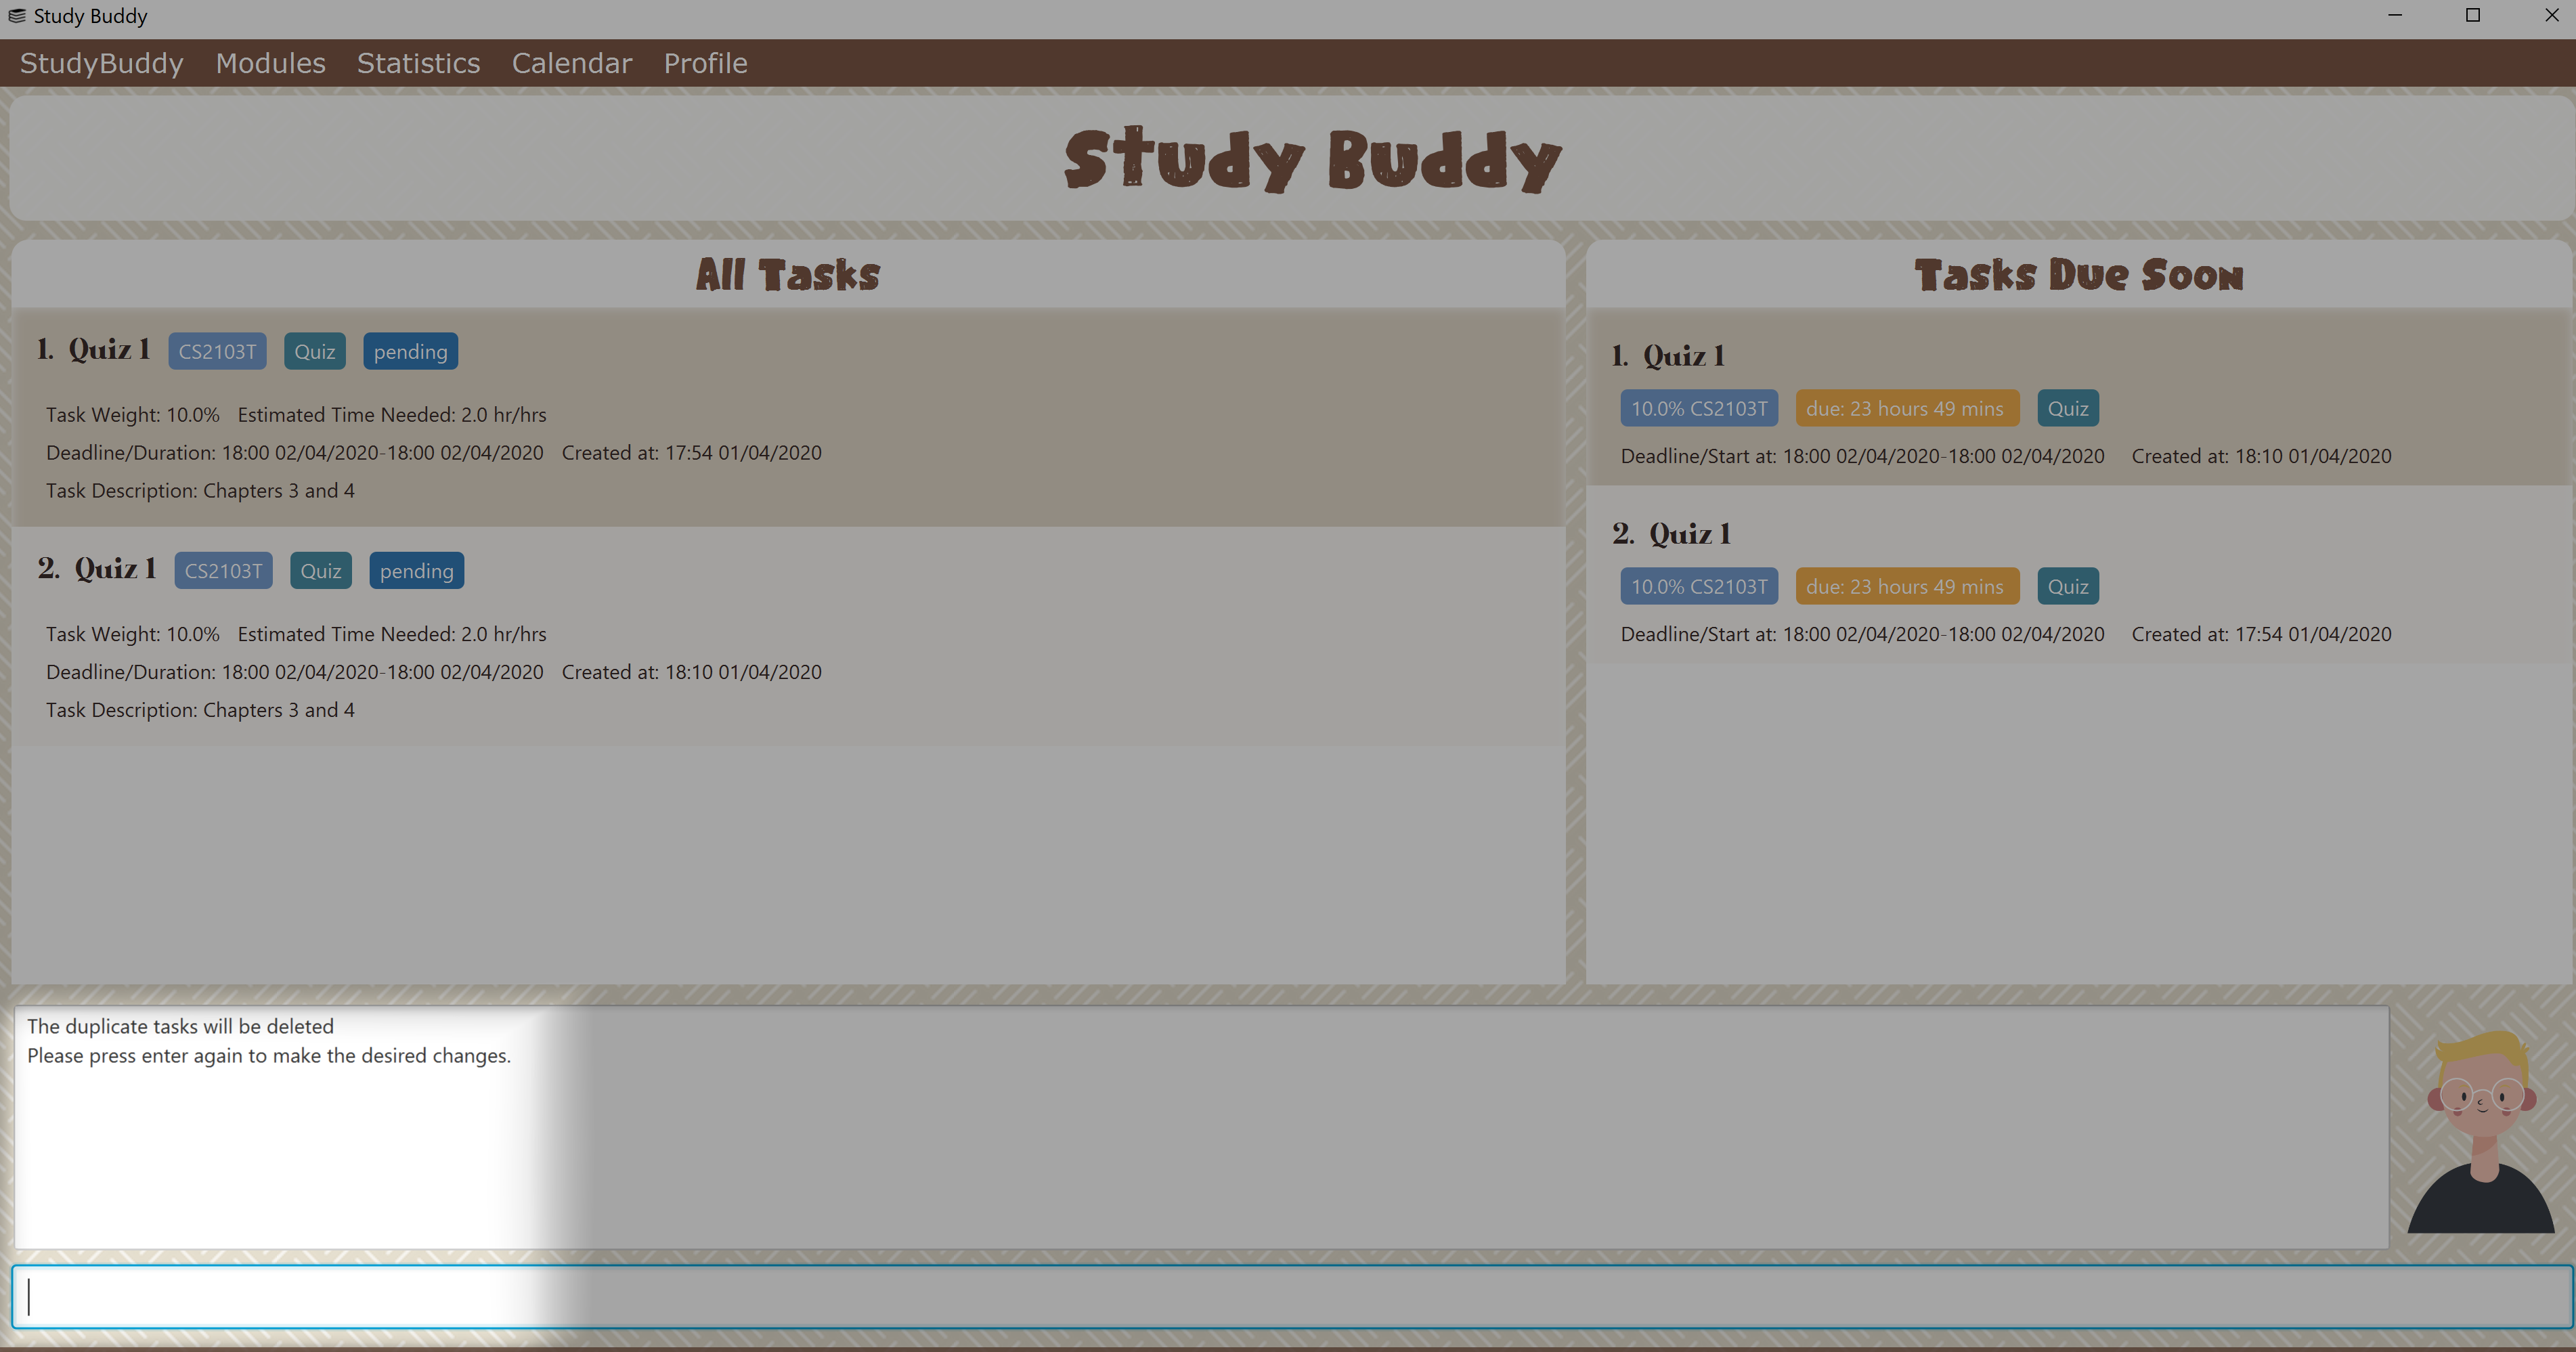 Study Buddy
StudyBuddy Modules Statistics Calendar Profile
Study Buddy
All Tasks
1. Quiz 1 CS2103T Quiz pending
Task Weight: 10.0% Estimated Time Needed: 2.0 hr/hrs
Deadline/Duration: 18:00 02/04/2020-18:00 02/04/2020 Created at: 17:54 01/04/2020
Task Description: Chapters 3 and 4
2. Quiz 1 CS2103T Quiz pending
Task Weight: 10.0% Estimated Time Needed: 2.0 hr/hrs
Deadline/Duration: 18:00 02/04/2020-18:00 02/04/2020 Created at: 18:10 01/04/2020
Task Description: Chapters 3 and 4
Tasks Due Soon
1. Quiz 1
10.0% CS2103T due: 23 hours 49 mins Quiz
Deadline/Start at: 18:00 02/04/2020-18:00 02/04/2020 Created at: 18:10 01/04/2020
2. Quiz 1
10.0% CS2103T due: 23 hours 49 mins Quiz
Deadline/Start at: 18:00 02/04/2020-18:00 02/04/2020 Created at: 17:54 01/04/2020
The duplicate tasks will be deleted
Please press enter again to make the desired changes.